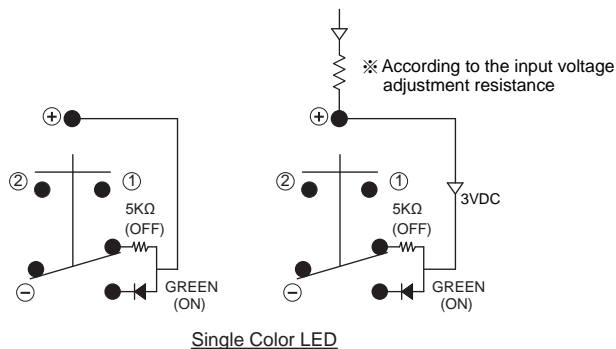 ※ According to the input voltage
adjustment resistance
⊕
② ①
5KΩ
(OFF)
⊖
GREEN
(ON)
⊕
② ①
3VDC
5KΩ
(OFF)
⊖
GREEN
(ON)
Single Color LED